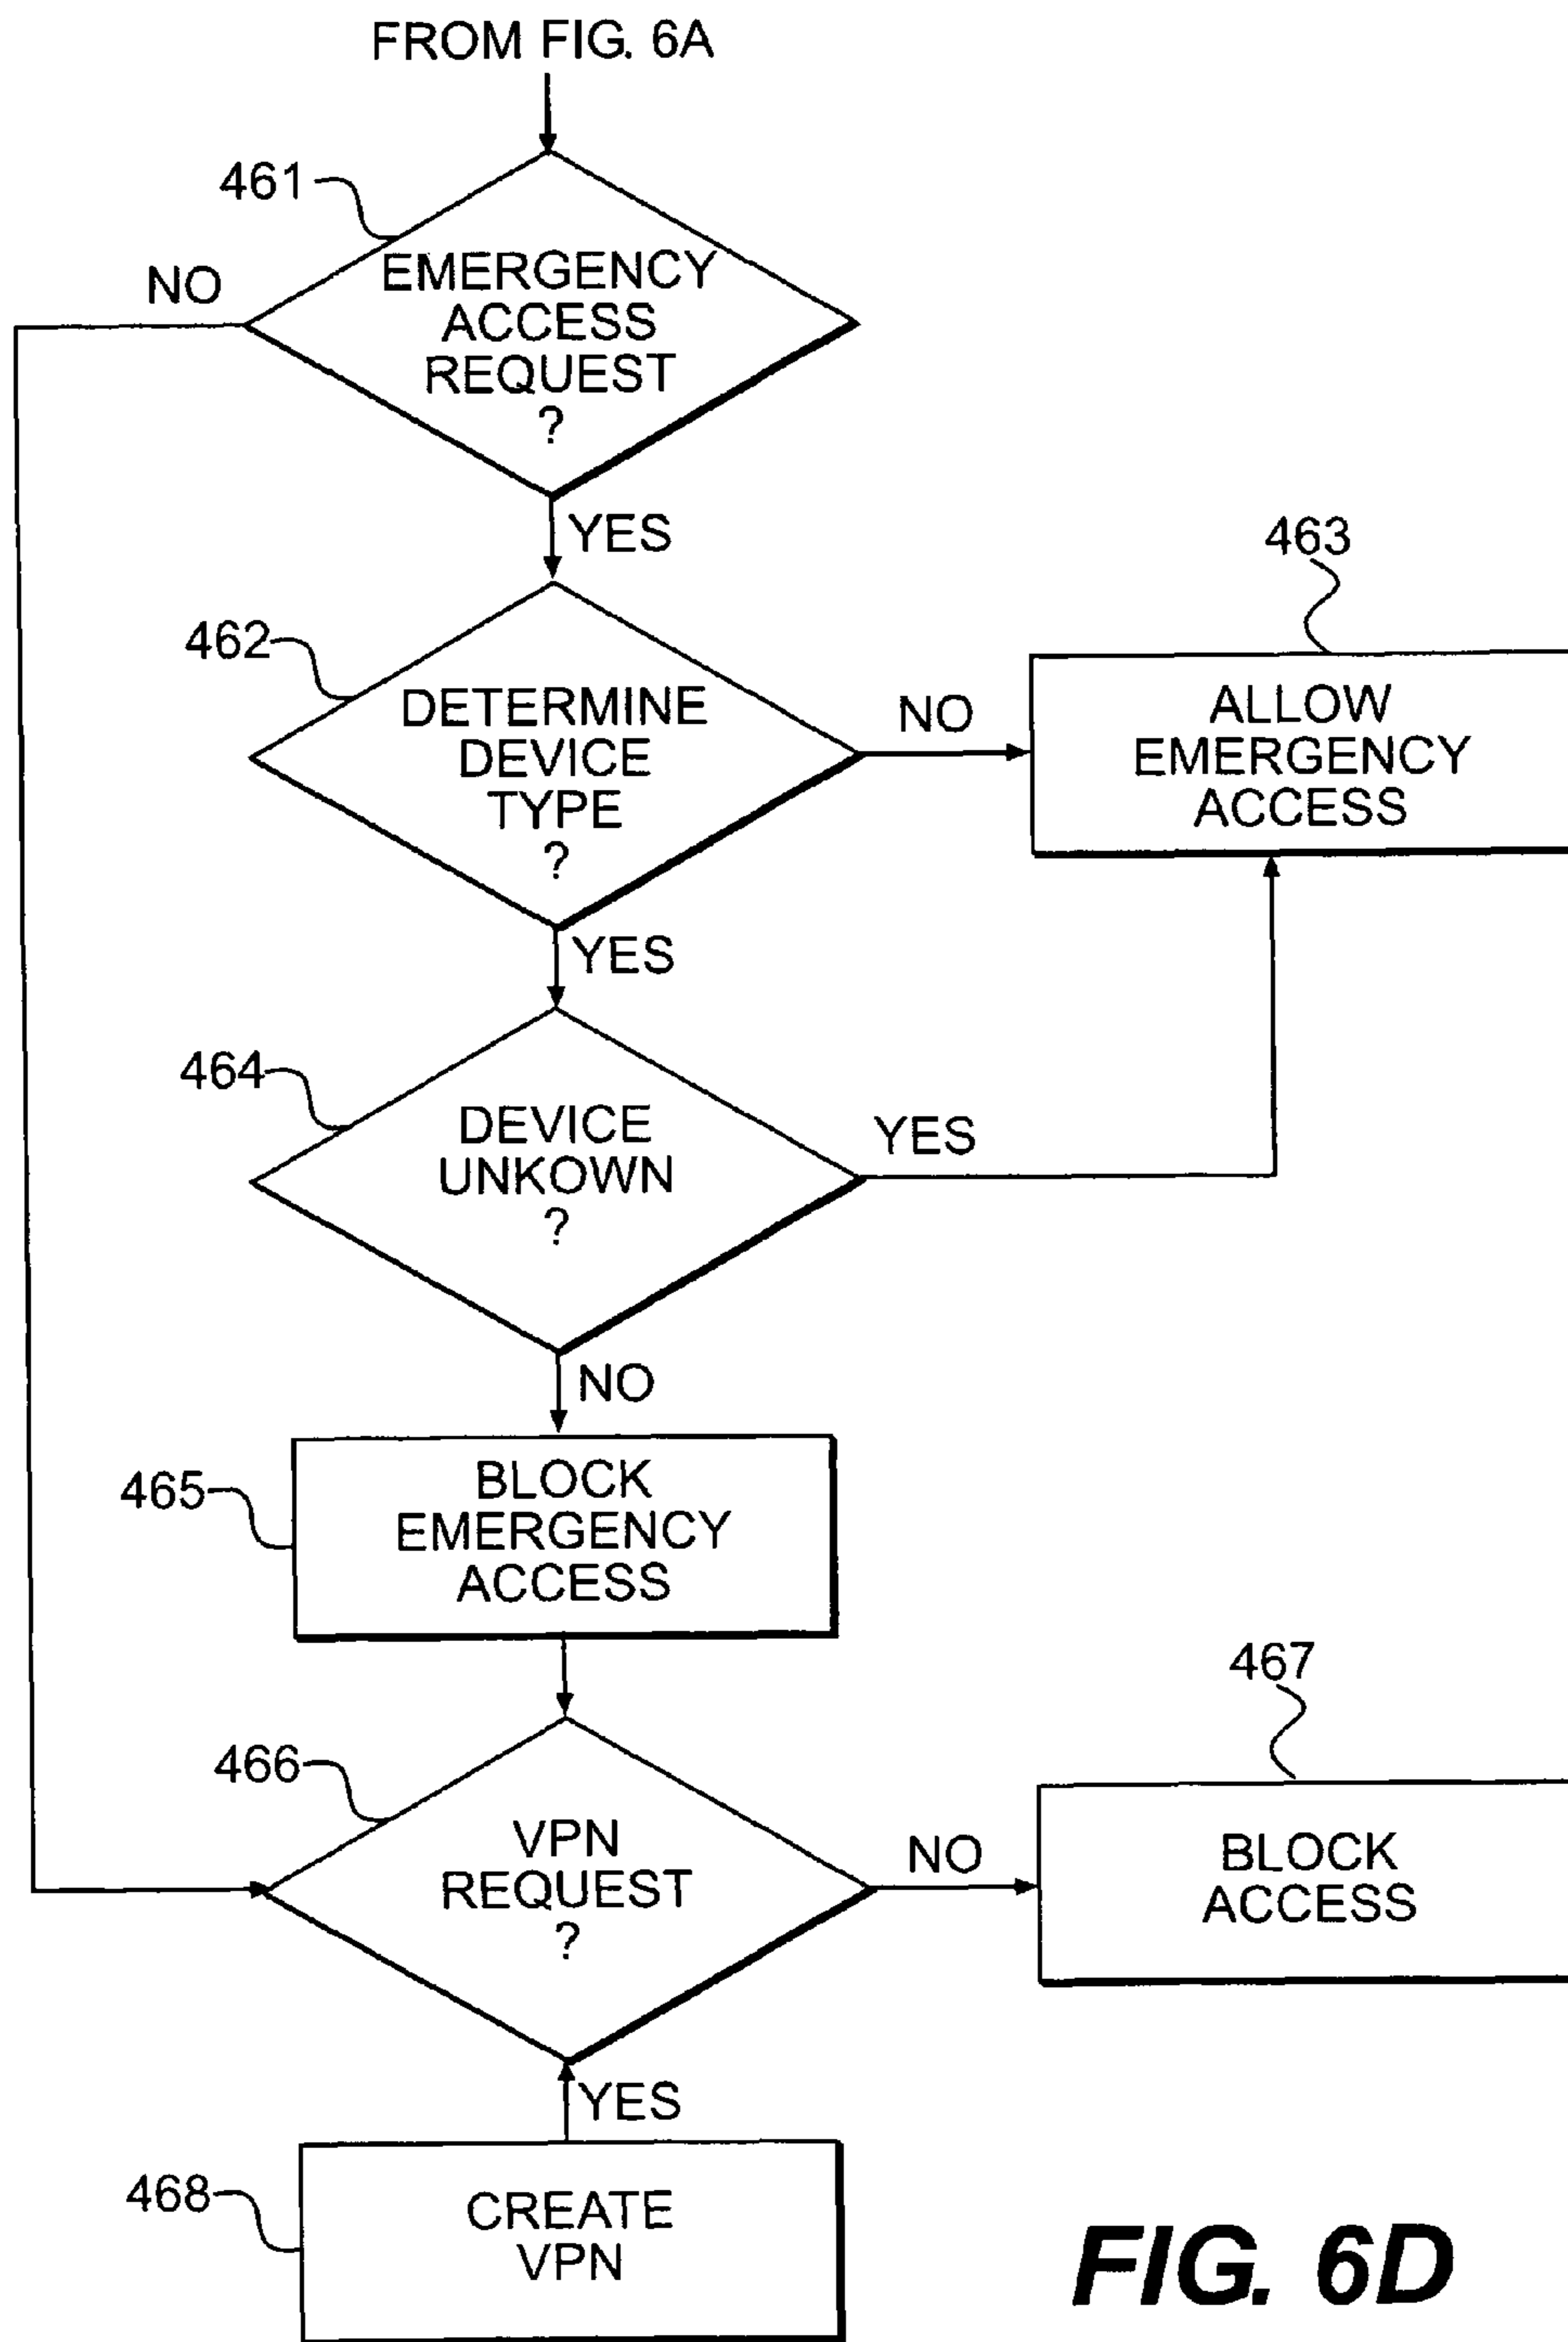 FROM FIG. 6A
461
NO
EMERGENCY
ACCESS
REQUEST
?
YES
463
462
DETERMINE
DEVICE
TYPE
?
NO
ALLOW
EMERGENCY
ACCESS
YES
464
DEVICE
UNKOWN
?
YES
NO
465
BLOCK
EMERGENCY
ACCESS
467
466
VPN
REQUEST
?
NO
BLOCK
ACCESS
YES
468
CREATE
VPN
FIG. 6D